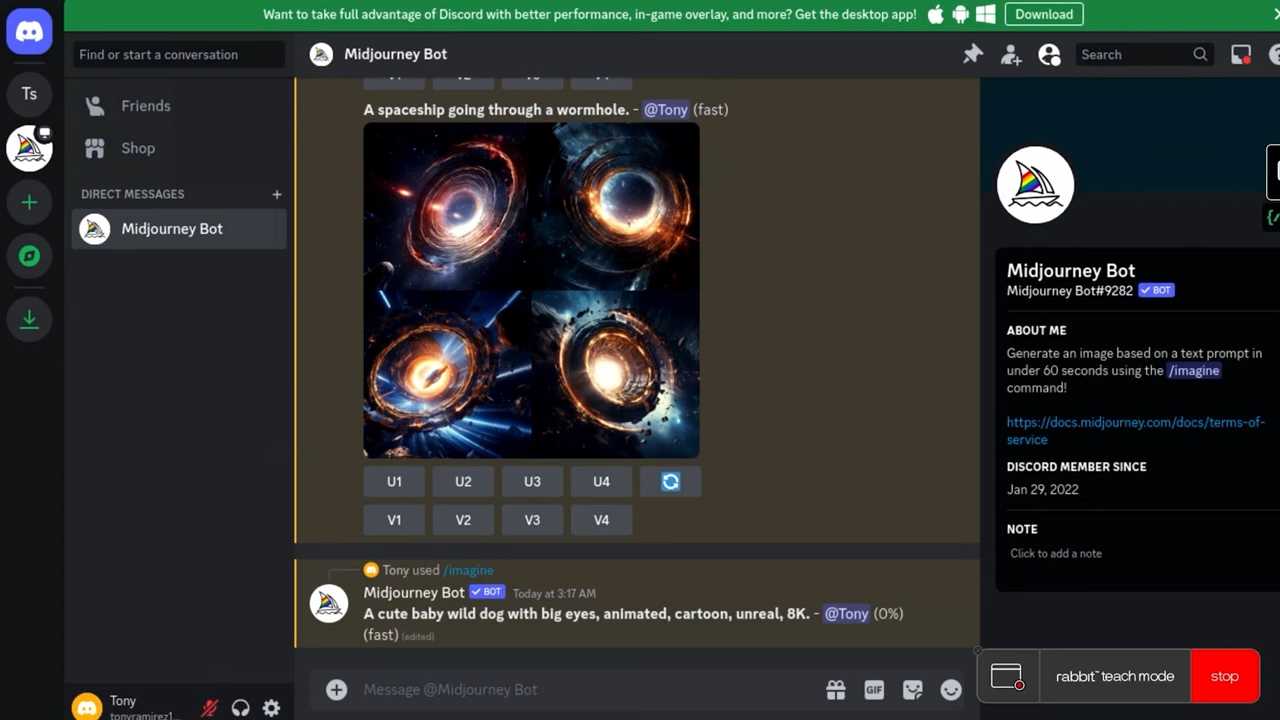 Want to take full advantage of Discord with better performance, in-game overlay, and more? Get the desktop app!
Download
Find or start a conversation
Midjourney Bot
Search
Ts
Friends
Shop
DIRECT MESSAGES
Midjourney Bot
A spaceship going through a wormhole. - @Tony (fast)
U1 U2 U3 U4
V1 V2 V3 V4
Tony used /imagine
Midjourney Bot BOT Today at 3:17 AM
A cute baby wild dog with big eyes, animated, cartoon, unreal, 8K. - @Tony (0%)
(fast) (edited)
Message @Midjourney Bot
GIF
Tony
tonyramirez1...
Midjourney Bot
Midjourney Bot#9282 BOT
ABOUT ME
Generate an image based on a text prompt in
under 60 seconds using the /imagine
command!
https://docs.midjourney.com/docs/terms-of-
service
DISCORD MEMBER SINCE
Jan 29, 2022
NOTE
Click to add a note
rabbit™ teach mode
stop